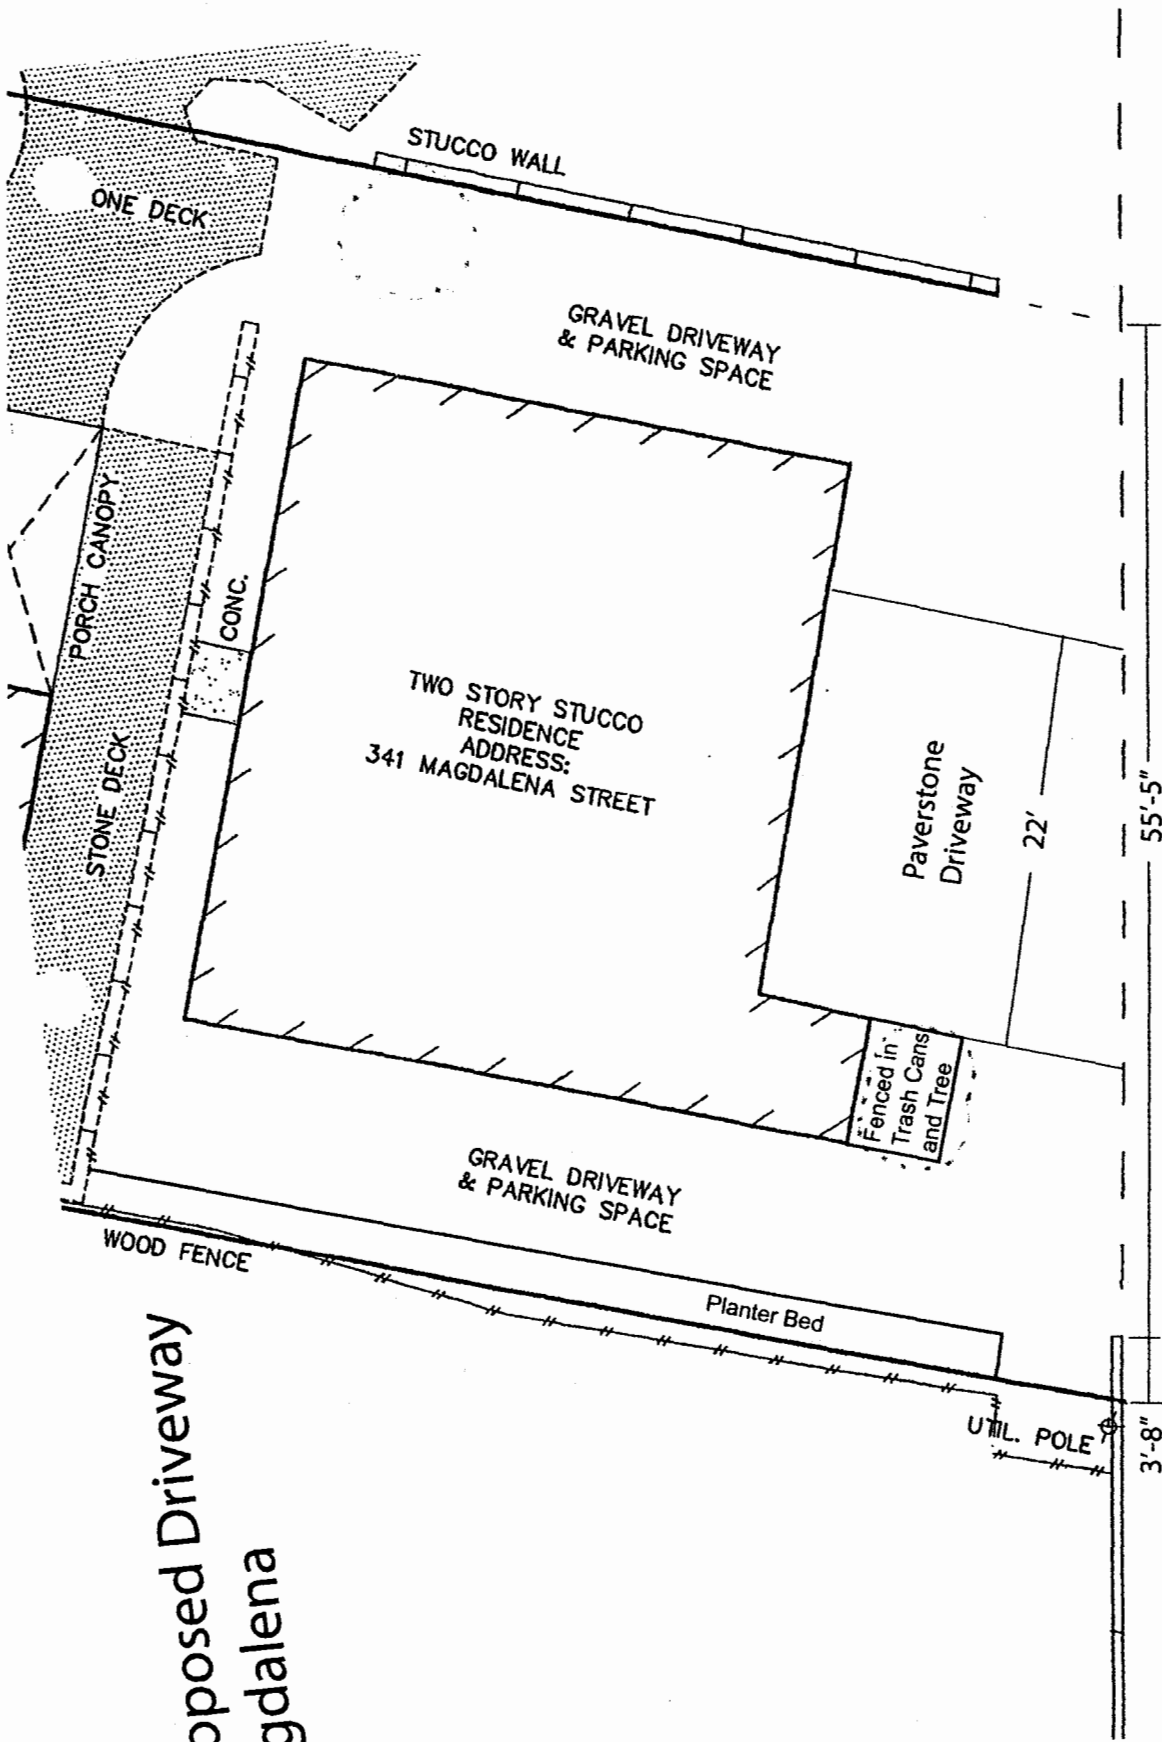 STUCCO WALL
ONE DECK
GRAVEL DRIVEWAY
& PARKING SPACE
PORCH CANOPY
CONC.
STONE DECK
TWO STORY STUCCO
RESIDENCE
ADDRESS:
341 MAGDALENA STREET
Paverstone
Driveway
22'
55'-5"
Fenced in
Trash Cans
and Tree
GRAVEL DRIVEWAY
& PARKING SPACE
WOOD FENCE
Planter Bed
UTIL. POLE
3'-8"
oposed Driveway
gdalena